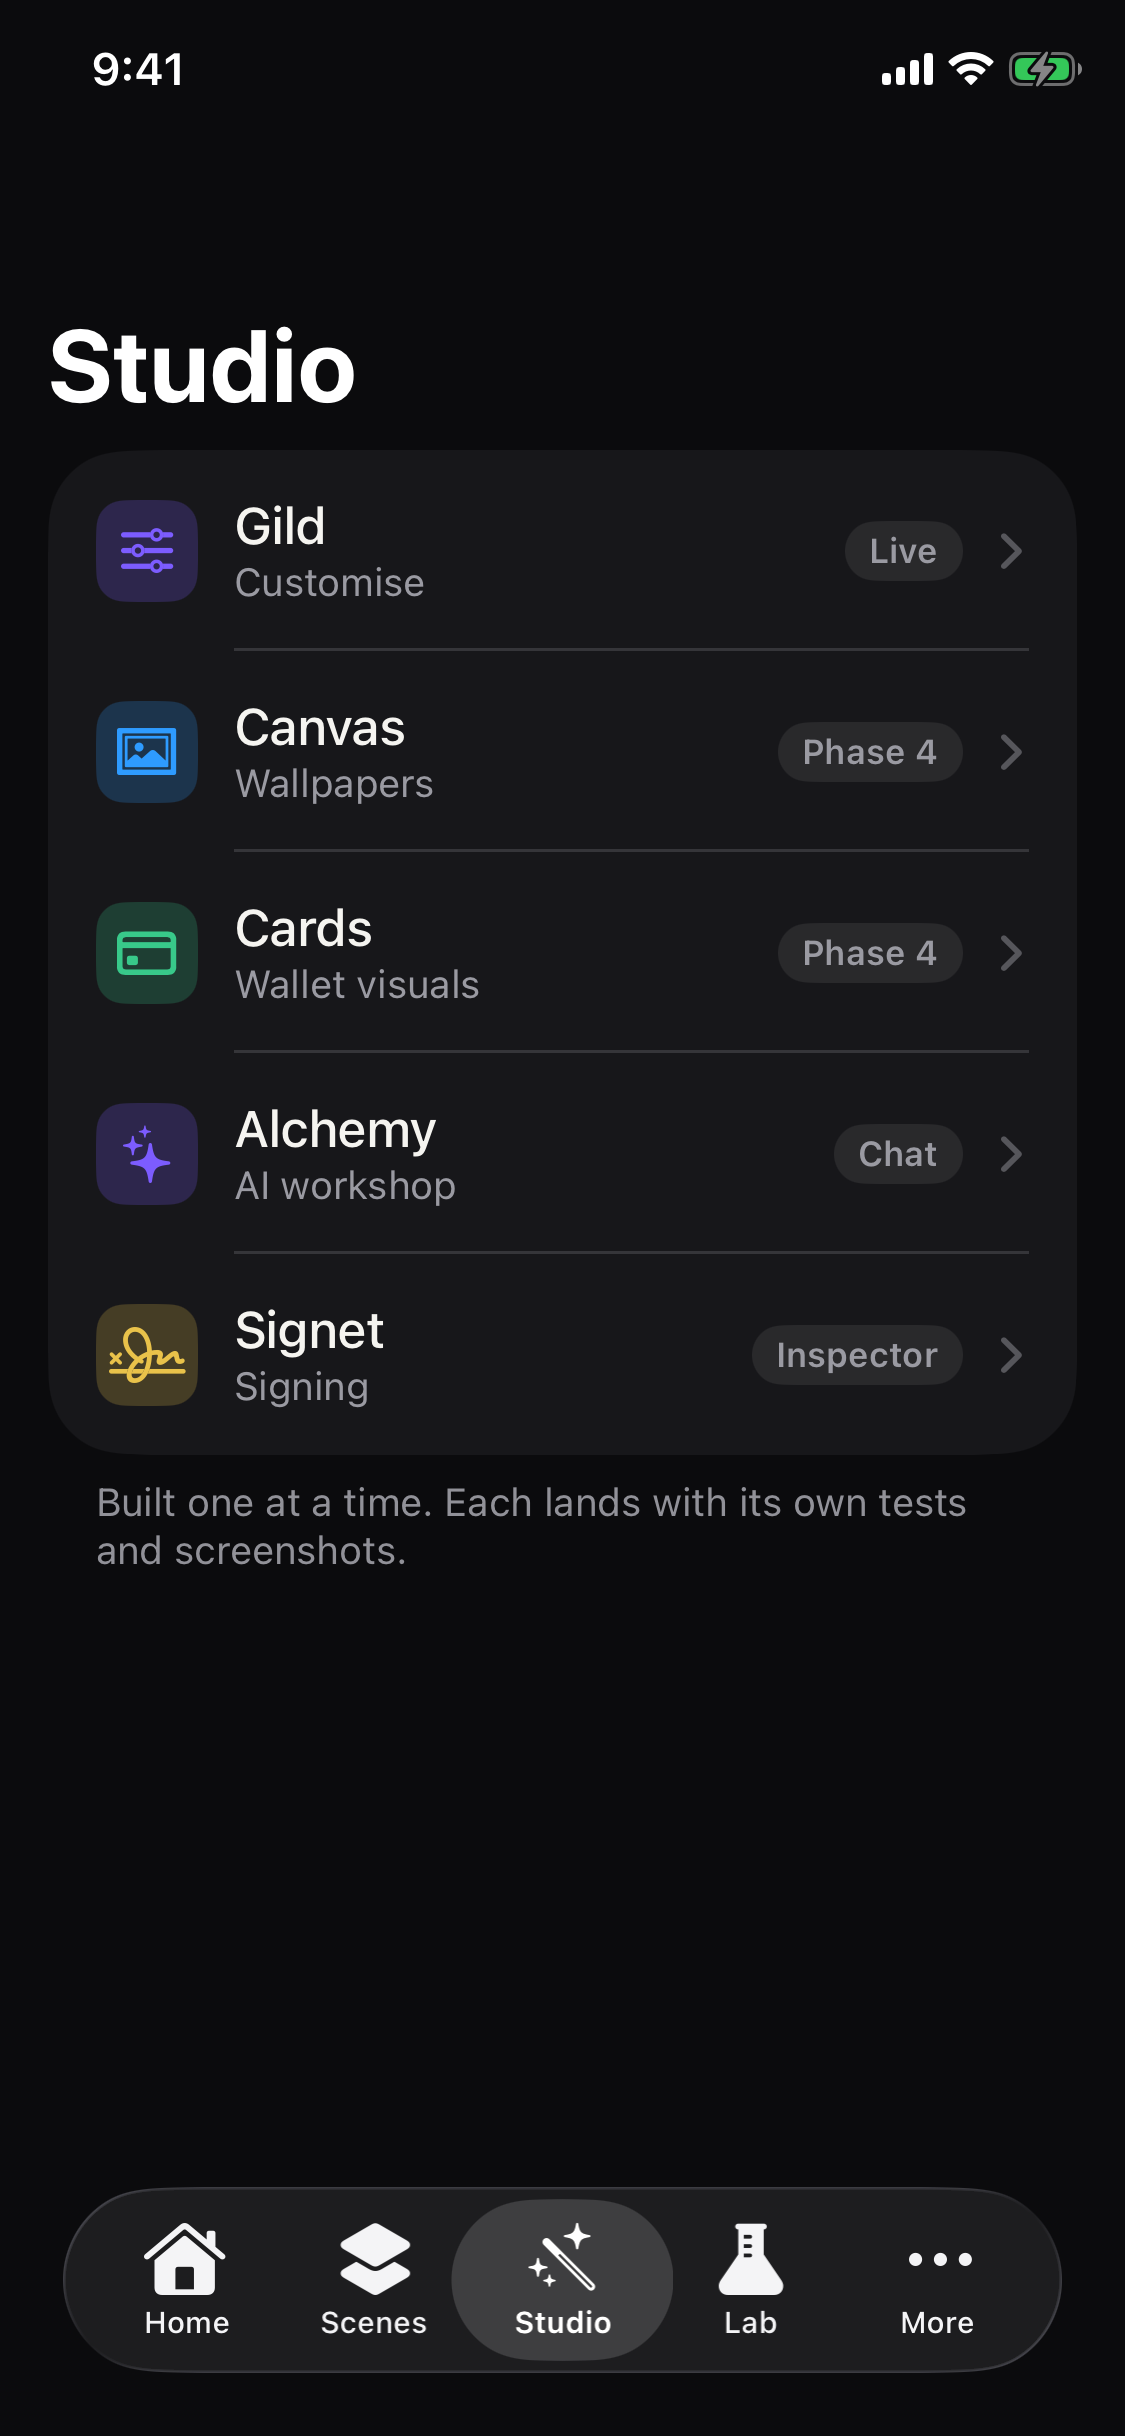 9:41
Studio
Gild
Customise
Live
Canvas
Wallpapers
Phase 4
Cards
Wallet visuals
Phase 4
Alchemy
AI workshop
Chat
Signet
Signing
Inspector
Built one at a time. Each lands with its own tests
and screenshots.
Home
Scenes
Studio
Lab
More